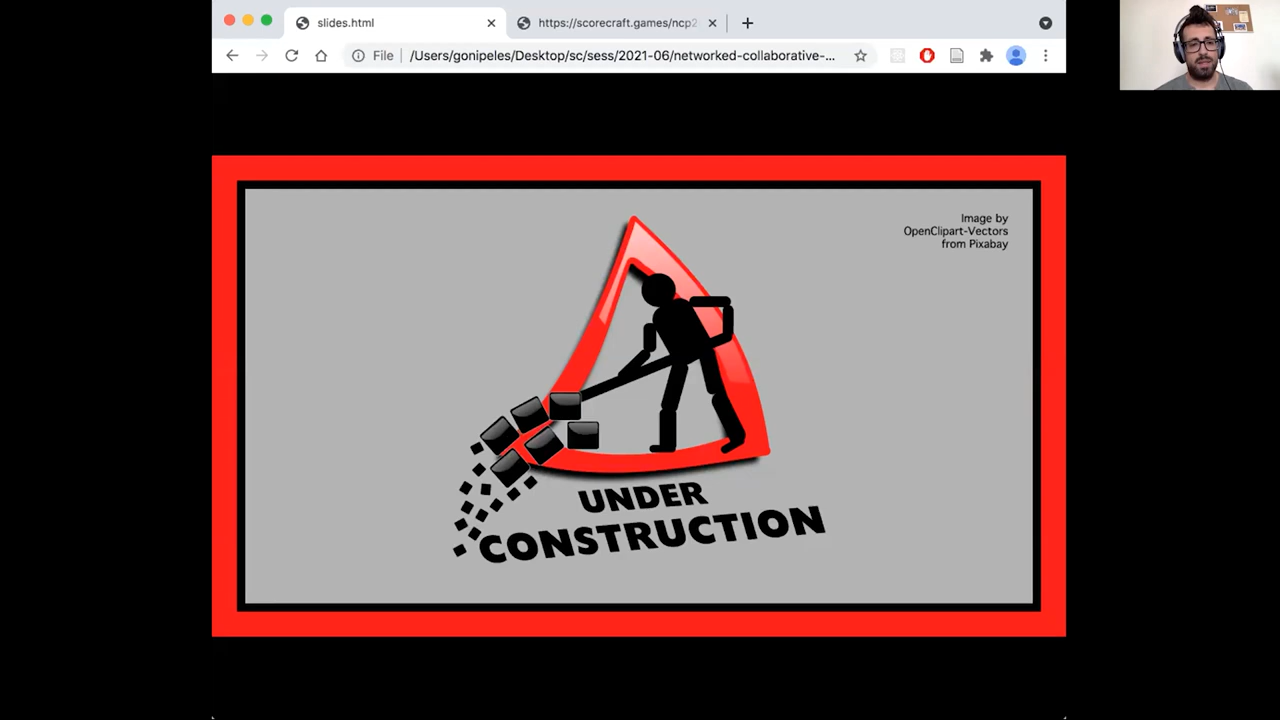 slides.html
https://scorecraft.games/ncp2
File
/Users/gonipeles/Desktop/sc/sess/2021-06/networked-collaborative-...
Image by
OpenClipart-Vectors
from Pixabay
UNDER
CONSTRUCTION